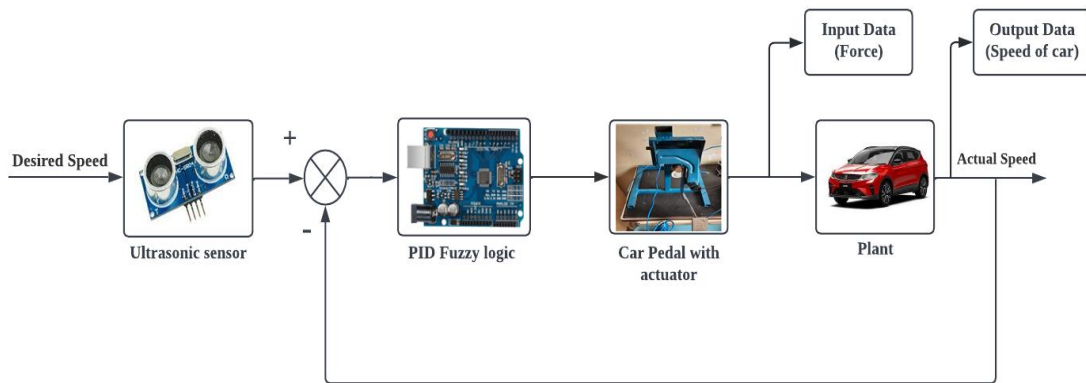 Input Data
(Force)
Output Data
(Speed of car)
Desired Speed
+
Actual Speed
-
Ultrasonic sensor
PID Fuzzy logic
Car Pedal with
actuator
Plant